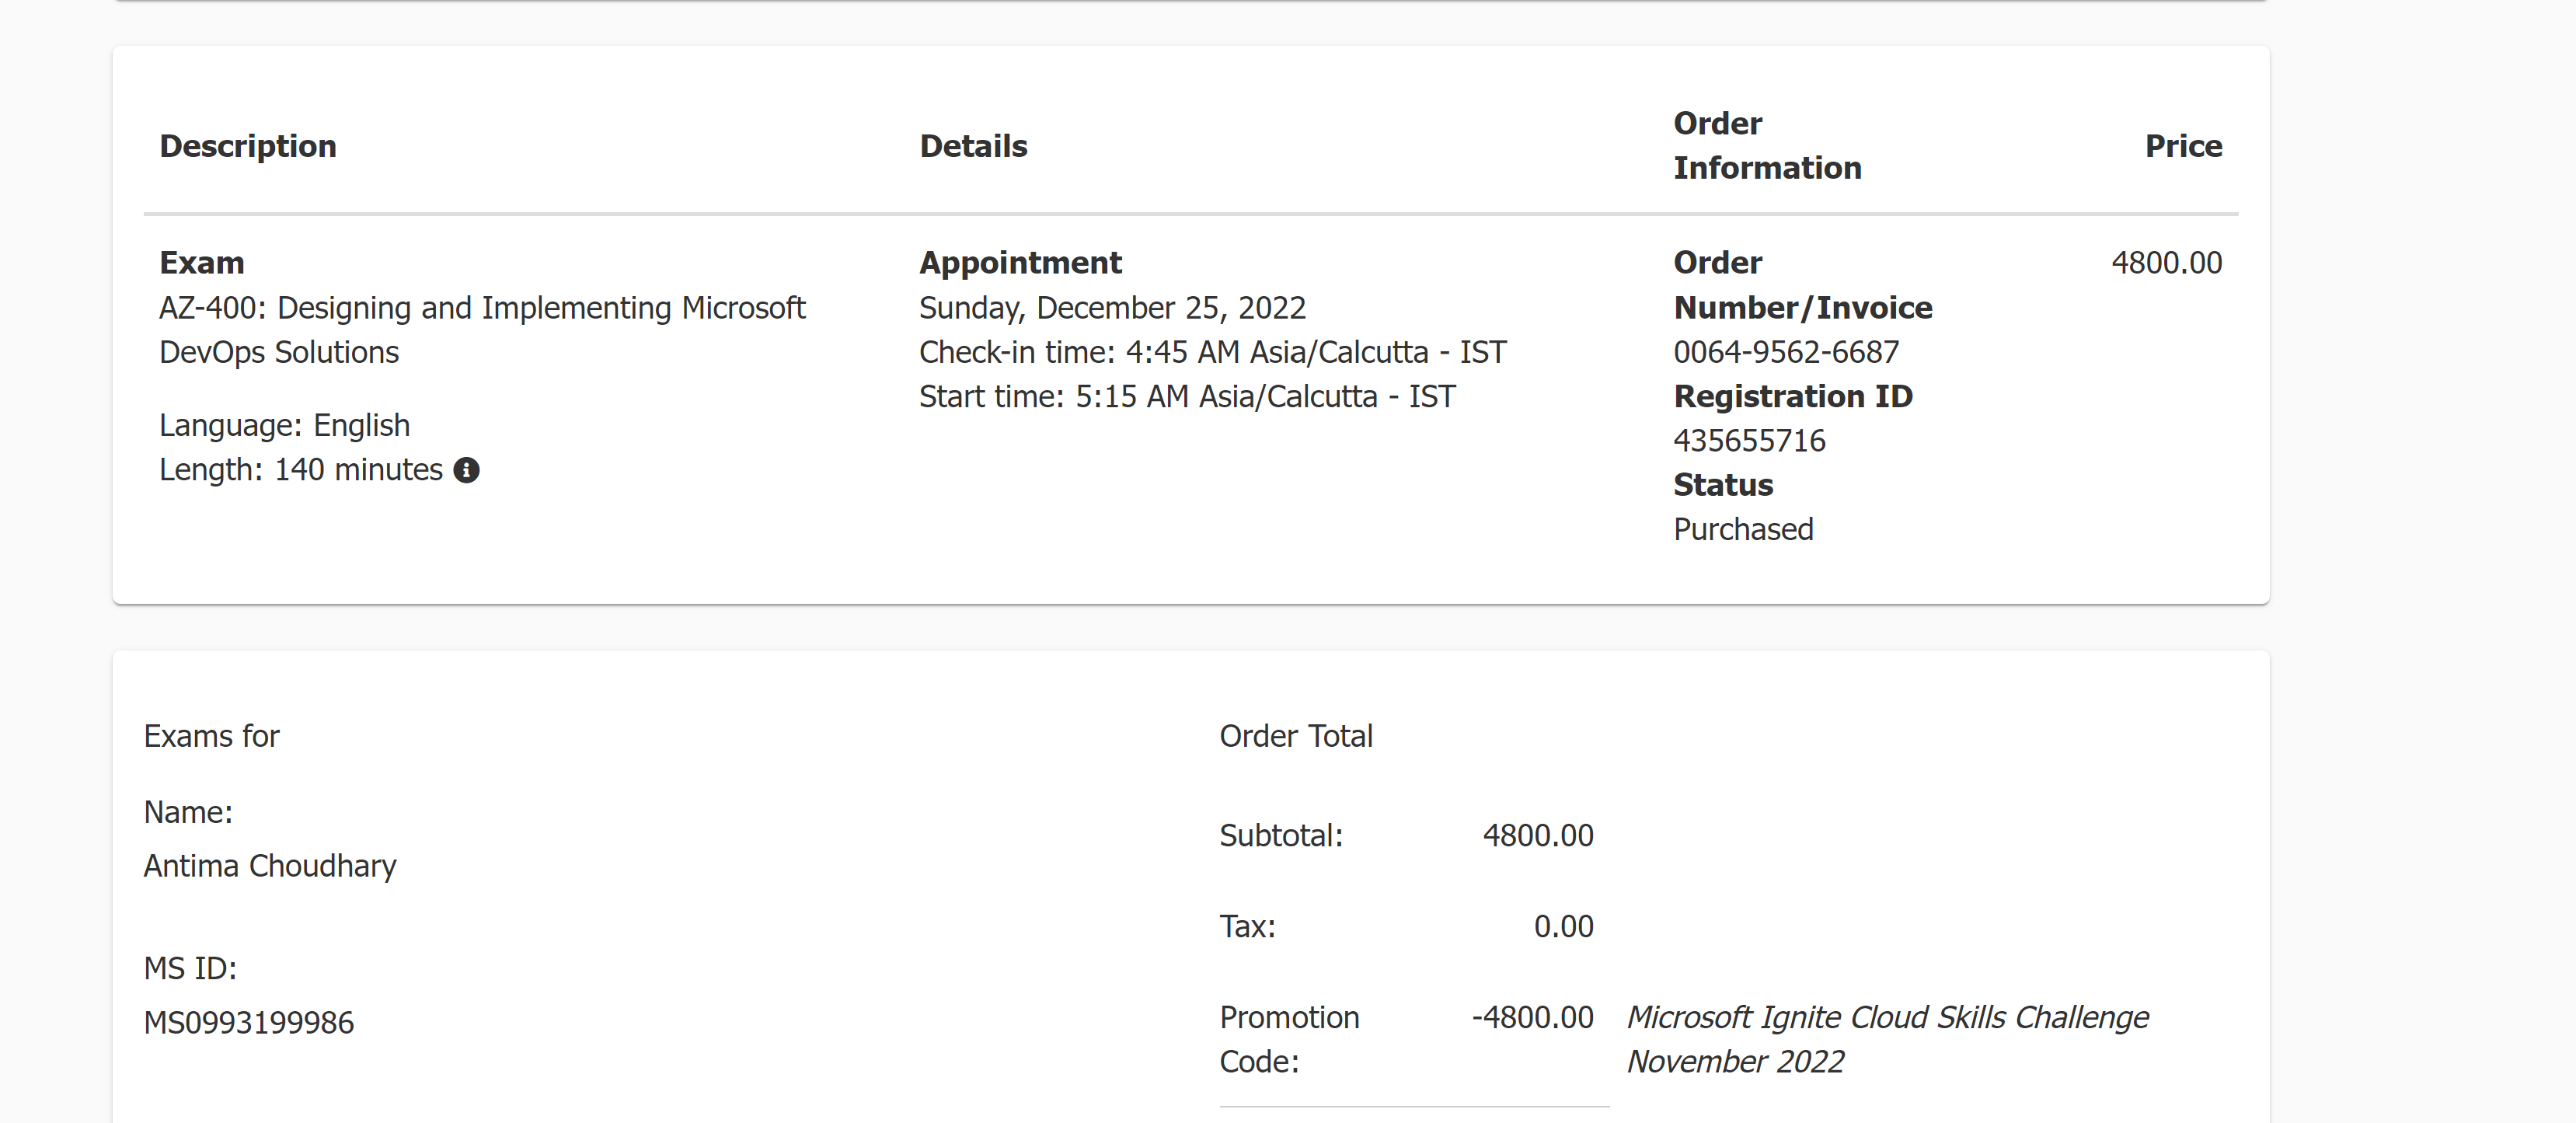 Description
Details
Order
Information
Price
Exam
AZ-400: Designing and Implementing Microsoft
DevOps Solutions
Language: English
Length: 140 minutes
Appointment
Sunday, December 25, 2022
Check-in time: 4:45 AM Asia/Calcutta - IST
Start time: 5:15 AM Asia/Calcutta - IST
Order
Number/Invoice
0064-9562-6687
Registration ID
435655716
Status
Purchased
4800.00
Exams for
Name:
Antima Choudhary
MS ID:
MS0993199986
Order Total
Subtotal: 4800.00
Tax: 0.00
Promotion -4800.00 Microsoft Ignite Cloud Skills Challenge
Code: November 2022